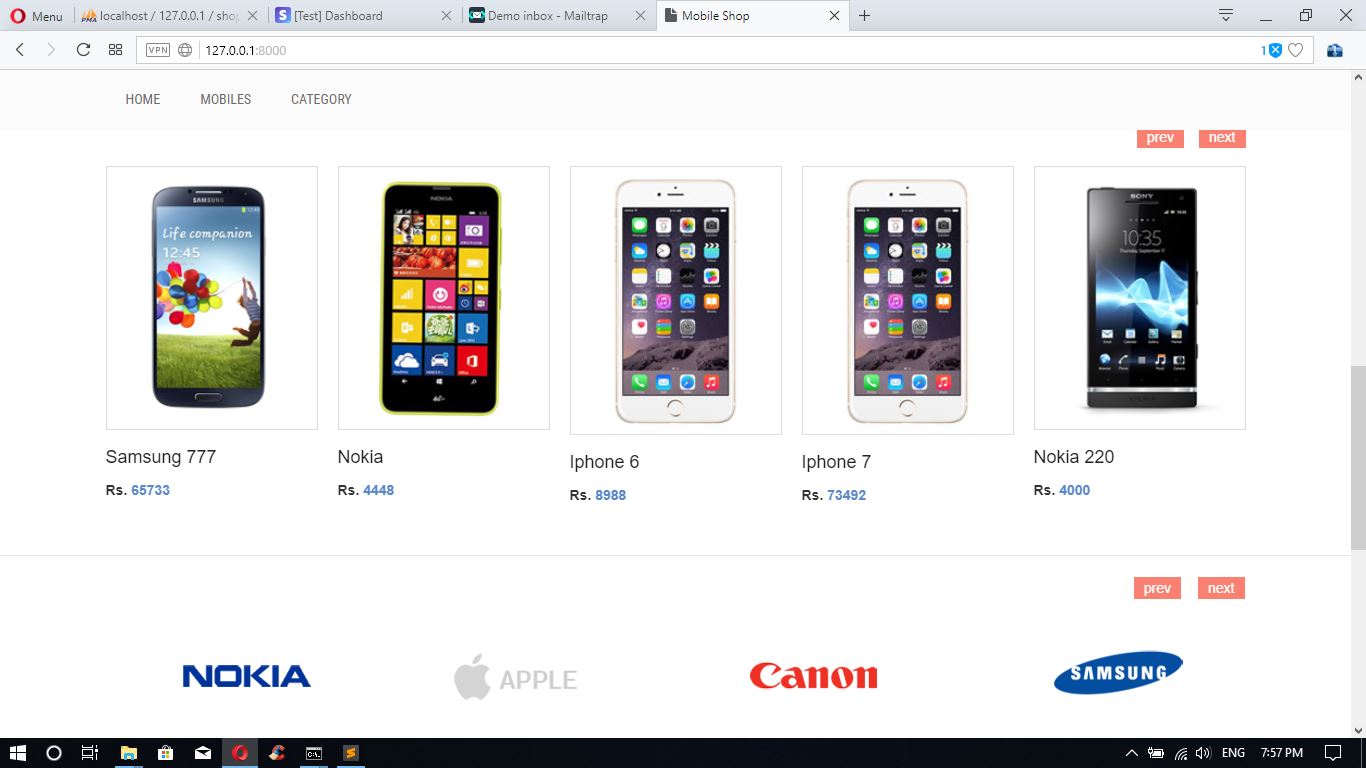 Menu
localhost / 127.0.0.1 / shop
[Test] Dashboard
Demo inbox - Mailtrap
Mobile Shop
VPN
127.0.0.1:8000
1
HOME
MOBILES
CATEGORY
prev
next
SAMSUNG
Life companion
12:45
NOKIA
SONY
10:35
XPERIA
Samsung 777
Rs. 65733
Nokia
Rs. 4448
Iphone 6
Rs. 8988
Iphone 7
Rs. 73492
Nokia 220
Rs. 4000
prev
next
NOKIA
APPLE
Canon
SAMSUNG
ENG
7:57 PM